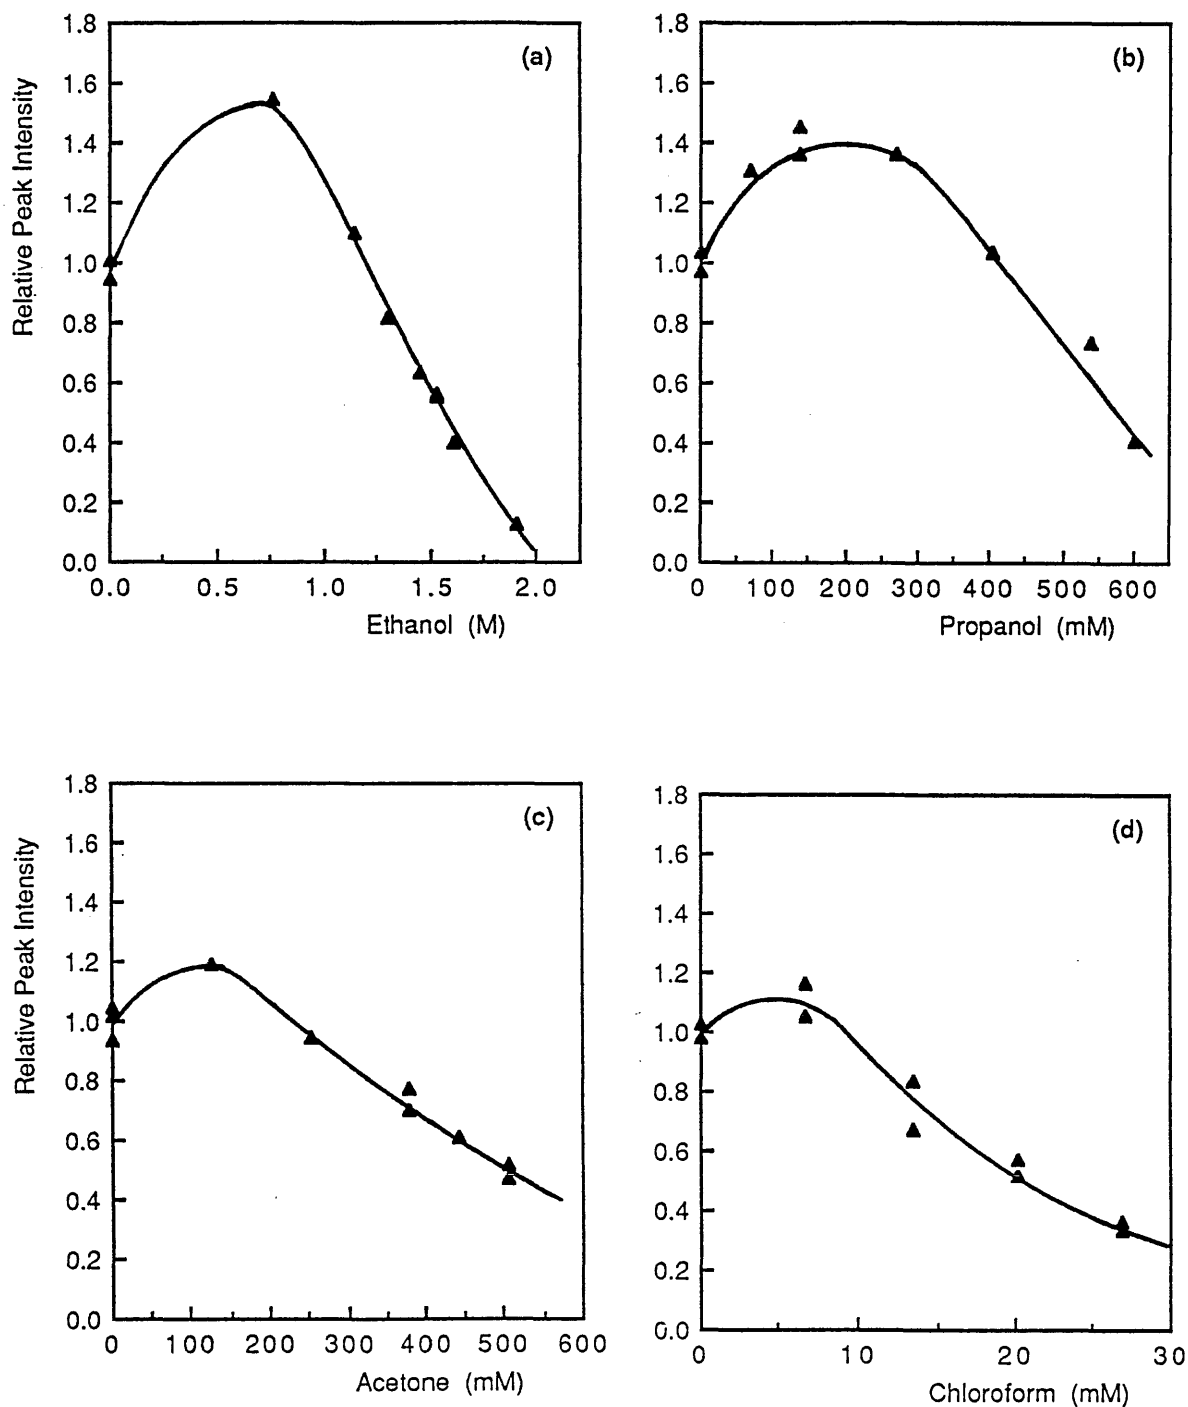 (a)
Relative Peak Intensity
1.8
1.6
1.4
1.2
1.0
0.8
0.6
0.4
0.2
0.0
0.0 0.5 1.0 1.5 2.0
Ethanol (M)
(b)
1.8
1.6
1.4
1.2
1.0
0.8
0.6
0.4
0.2
0.0
0 100 200 300 400 500 600
Propanol (mM)
(c)
Relative Peak Intensity
1.8
1.6
1.4
1.2
1.0
0.8
0.6
0.4
0.2
0.0
0 100 200 300 400 500 600
Acetone (mM)
(d)
1.8
1.6
1.4
1.2
1.0
0.8
0.6
0.4
0.2
0.0
0 10 20 30
Chloroform (mM)